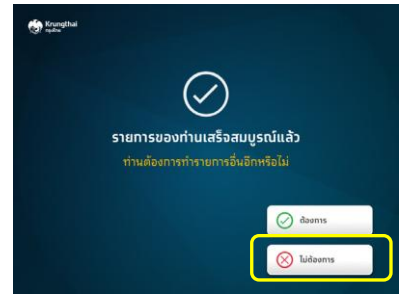 Krungthai
กรุงไทย
รายการของท่านเสร็จสมบูรณ์แล้ว
ท่านต้องการทำรายการอื่นอีกหรือไม่
ต้องการ
ไม่ต้องการ